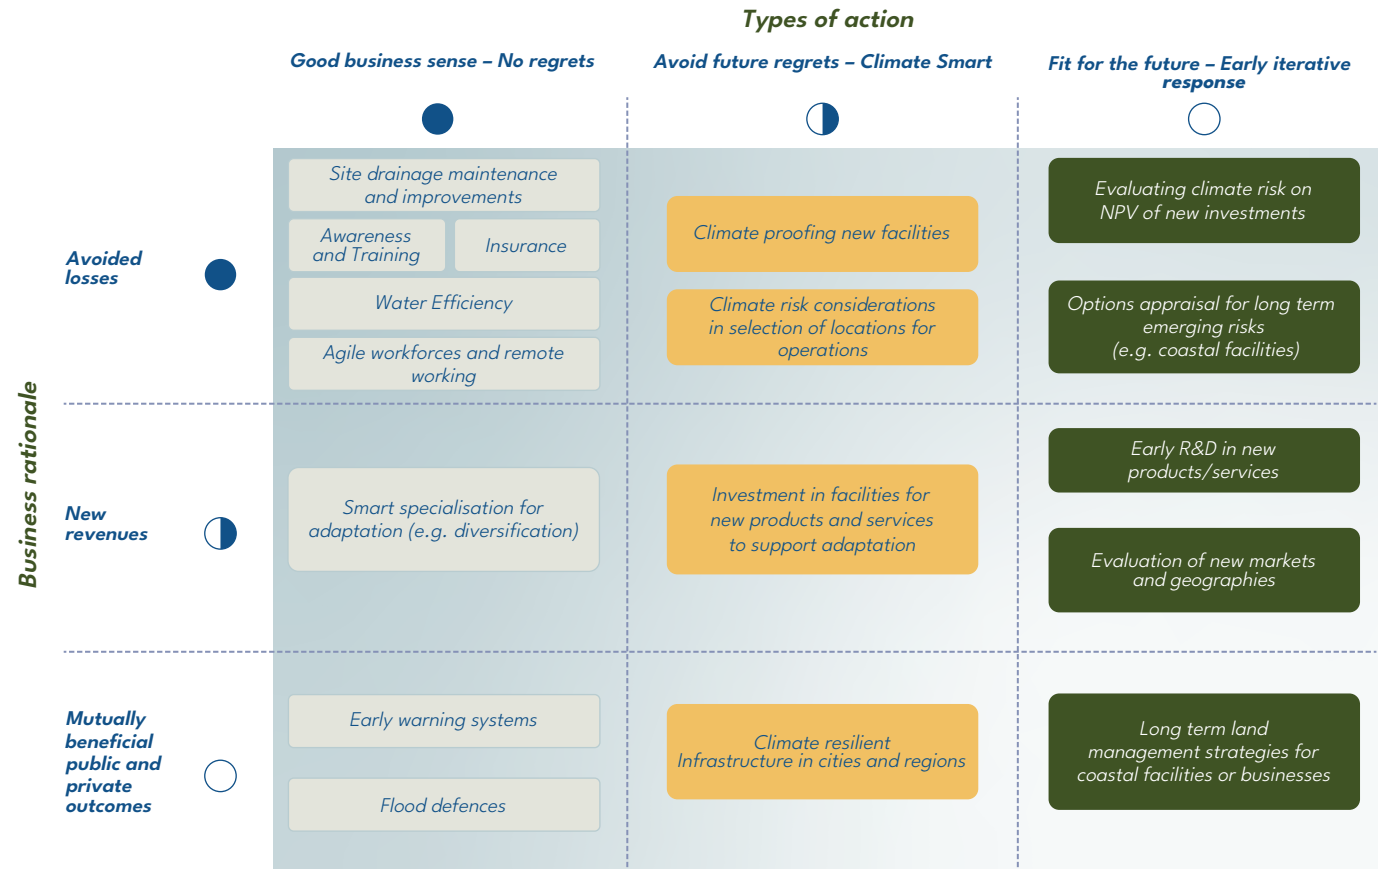 Types of action
Good business sense – No regrets
Avoid future regrets – Climate Smart
Fit for the future – Early iterative
response
Business rationale
Avoided
losses
Site drainage maintenance
and improvements
Awareness
and Training
Insurance
Water Efficiency
Agile workforces and remote
working
Climate proofing new facilities
Climate risk considerations
in selection of locations for
operations
Evaluating climate risk on
NPV of new investments
Options appraisal for long term
emerging risks
(e.g. coastal facilities)
New
revenues
Smart specialisation for
adaptation (e.g. diversification)
Investment in facilities for
new products and services
to support adaptation
Early R&D in new
products/services
Evaluation of new markets
and geographies
Mutually
beneficial
public and
private
outcomes
Early warning systems
Flood defences
Climate resilient
Infrastructure in cities and regions
Long term land
management strategies for
coastal facilities or businesses